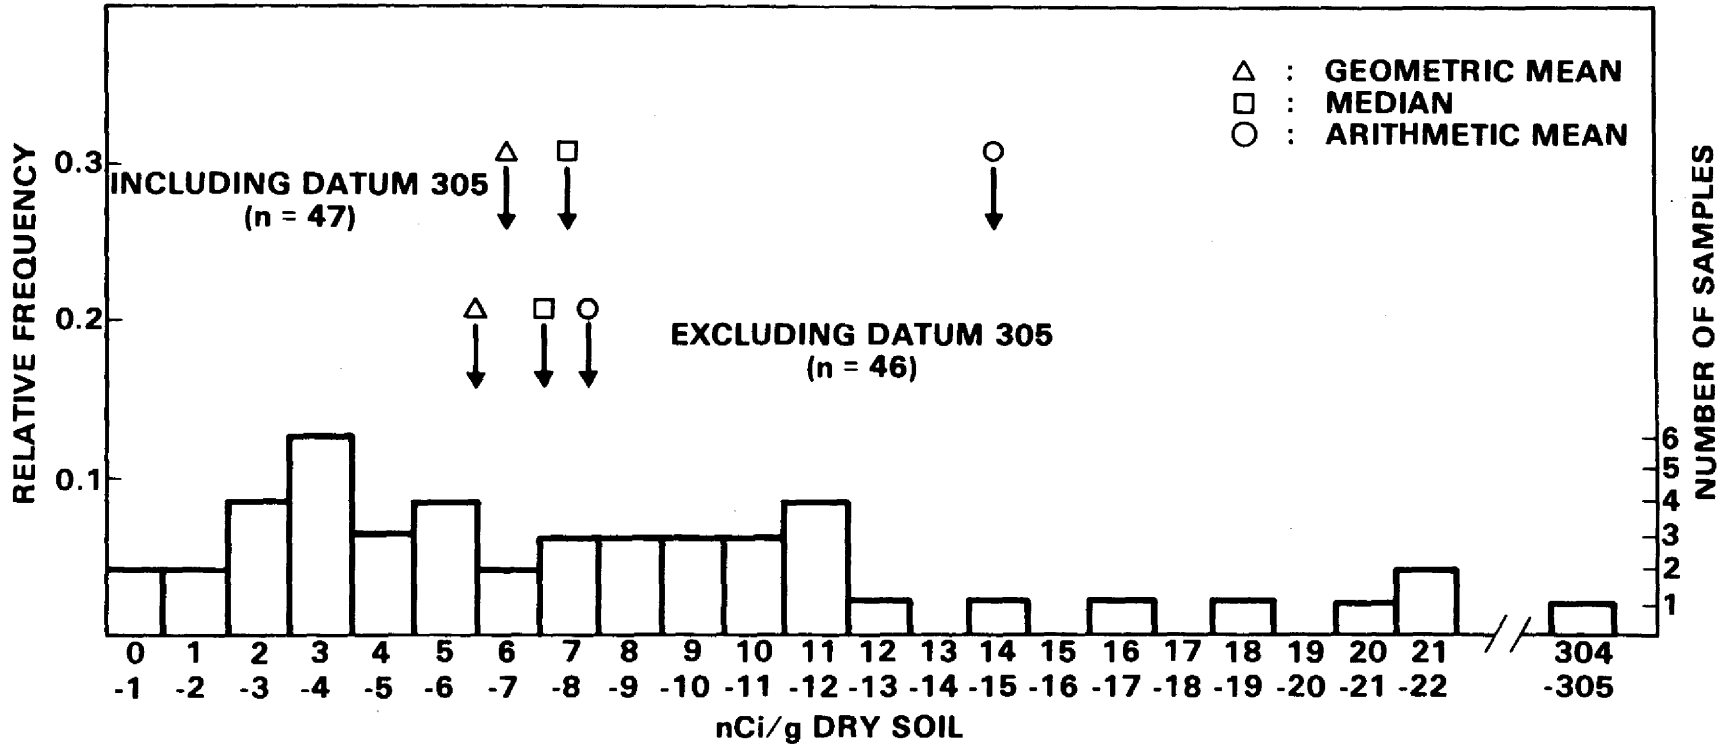 △ : GEOMETRIC MEAN
□ : MEDIAN
○ : ARITHMETIC MEAN
RELATIVE FREQUENCY
0.3
0.2
0.1
INCLUDING DATUM 305
(n = 47)
EXCLUDING DATUM 305
(n = 46)
NUMBER OF SAMPLES
6
5
4
3
2
1
0 1 2 3 4 5 6 7 8 9 10 11 12 13 14 15 16 17 18 19 20 21 // 304
-1 -2 -3 -4 -5 -6 -7 -8 -9 -10 -11 -12 -13 -14 -15 -16 -17 -18 -19 -20 -21 -22 -305
nCi/g DRY SOIL